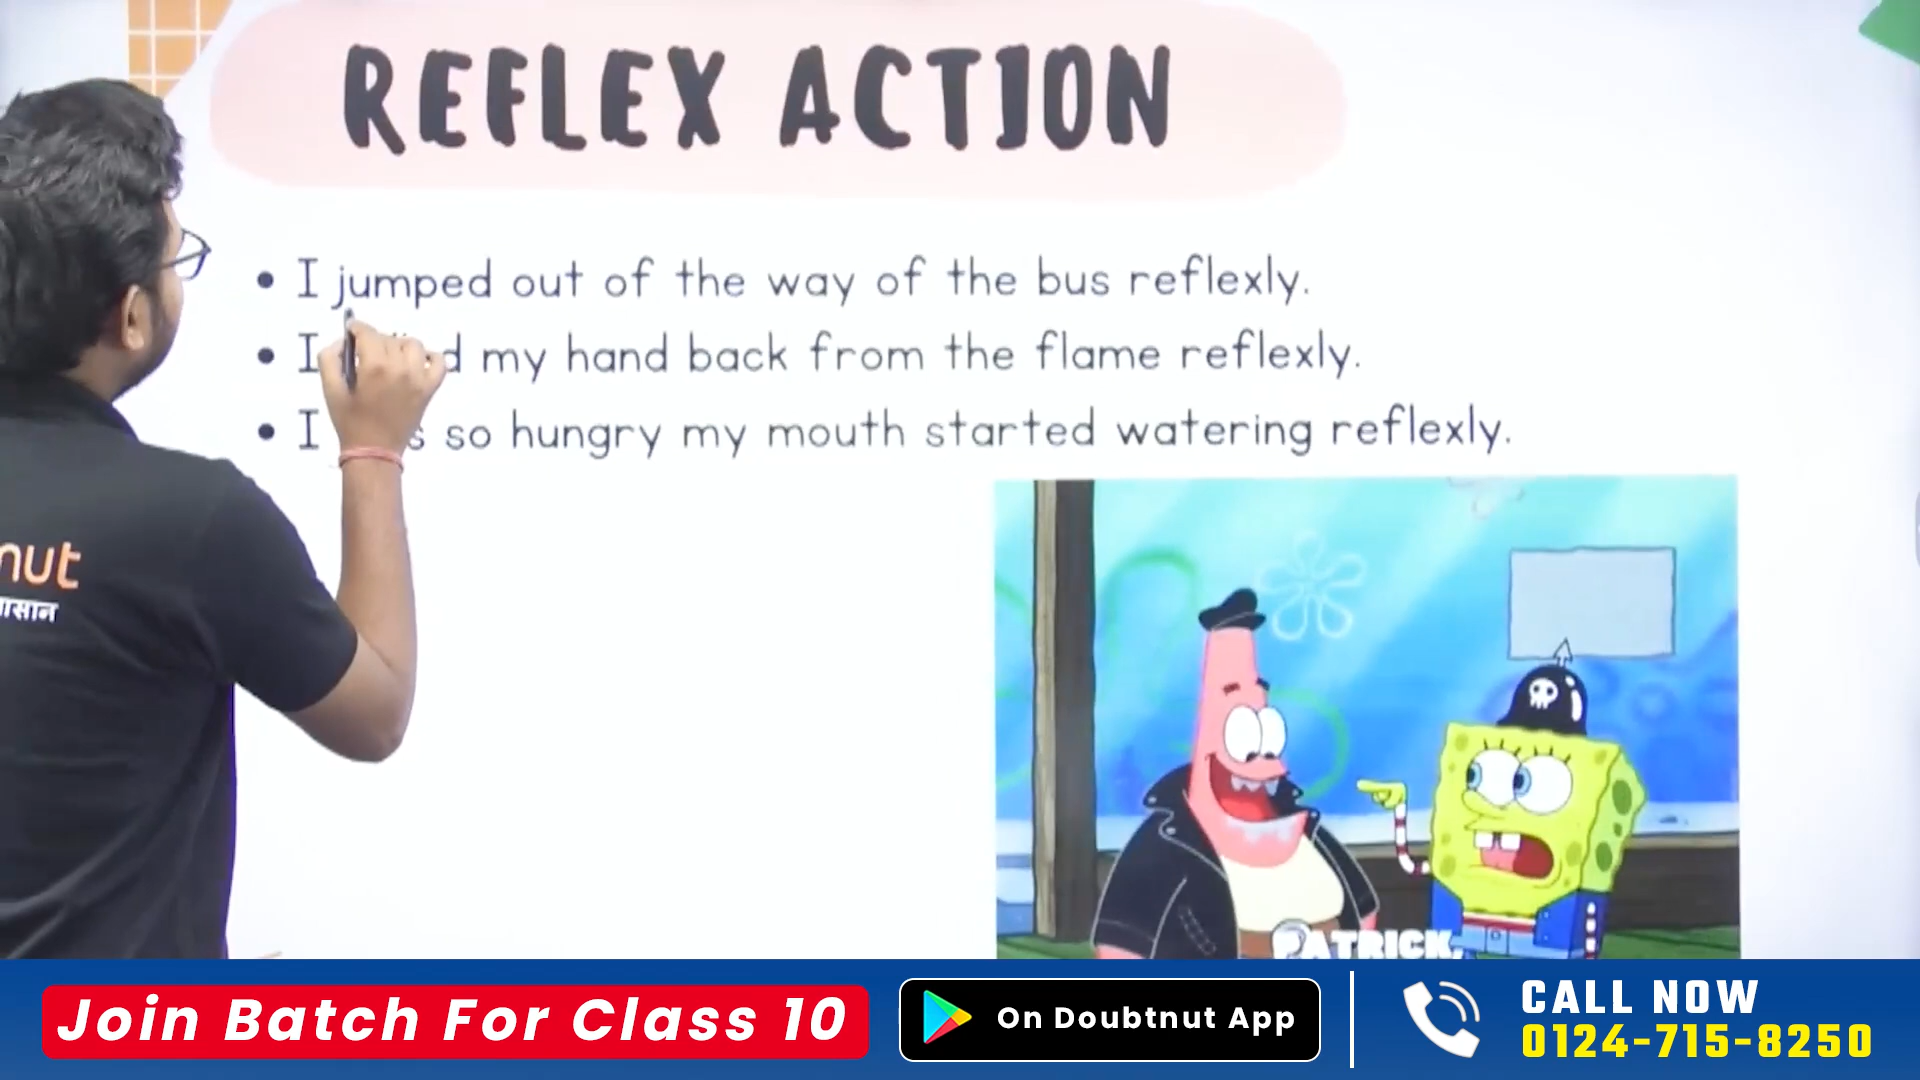 REFLEX ACTION
• I jumped out of the way of the bus reflexly.
• I my hand back from the flame reflexly.
• I so hungry my mouth started watering reflexly.
nut
PATRICK,
Join Batch For Class 10
On Doubtnut App
CALL NOW
0124-715-8250